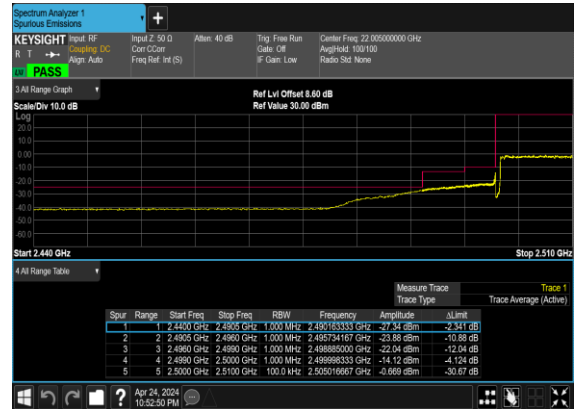 Spectrum Analyzer 1
Spurious Emissions
+
KEYSIGHT Input: RF Input Z: 50 Ω Atten: 40 dB Trig: Free Run Center Freq: 22.005000000 GHz
R T Coupling: DC Corr CCorr Gate: Off Avg|Hold: 100/100
Align: Auto Freq Ref: Int (S) IF Gain: Low Radio Std: None
LXI PASS
3 All Range Graph
Ref Lvl Offset 8.60 dB
Scale/Div 10.0 dB Ref Value 30.00 dBm
Log
20.0
10.0
0.00
-10.0
-20.0
-30.0
-40.0
-50.0
-60.0
Start 2.440 GHz Stop 2.510 GHz
4 All Range Table
Measure Trace Trace 1
Trace Type Trace Average (Active)
Spur Range Start Freq Stop Freq RBW Frequency Amplitude ΔLimit
1 1 2.4400 GHz 2.4905 GHz 1.000 MHz 2.490163333 GHz -27.34 dBm -2.341 dB
2 2 2.4905 GHz 2.4960 GHz 1.000 MHz 2.495734167 GHz -23.88 dBm -10.88 dB
3 3 2.4960 GHz 2.4990 GHz 1.000 MHz 2.498885000 GHz -22.04 dBm -12.04 dB
4 4 2.4990 GHz 2.5000 GHz 1.000 MHz 2.499998333 GHz -14.12 dBm -4.124 dB
5 5 2.5000 GHz 2.5100 GHz 100.0 kHz 2.505016667 GHz -0.669 dBm -30.67 dB
? Apr 24, 2024
10:52:50 PM